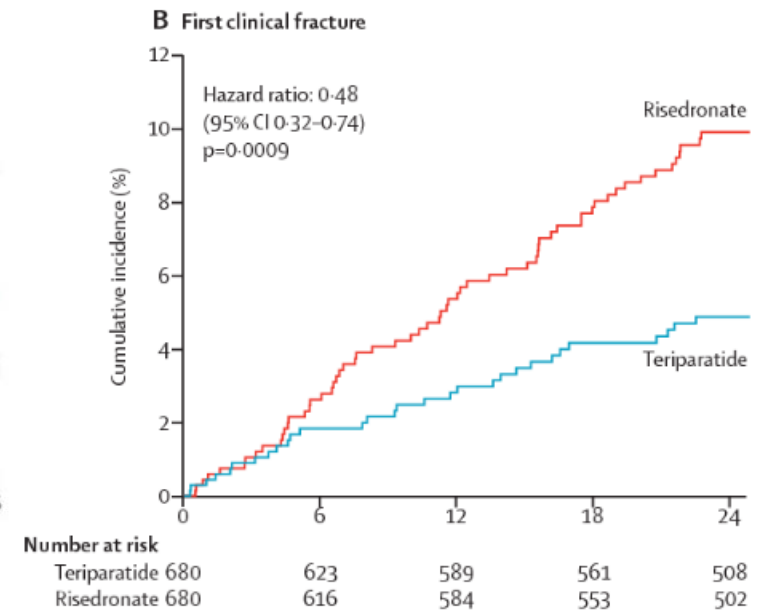 B First clinical fracture
12
Hazard ratio: 0·48
(95% CI 0·32–0·74)
p=0·0009
Risedronate
10
8
6
4
2
0
Cumulative incidence (%)
Teriparatide
0 6 12 18 24
Number at risk
Teriparatide 680 623 589 561 508
Risedronate 680 616 584 553 502